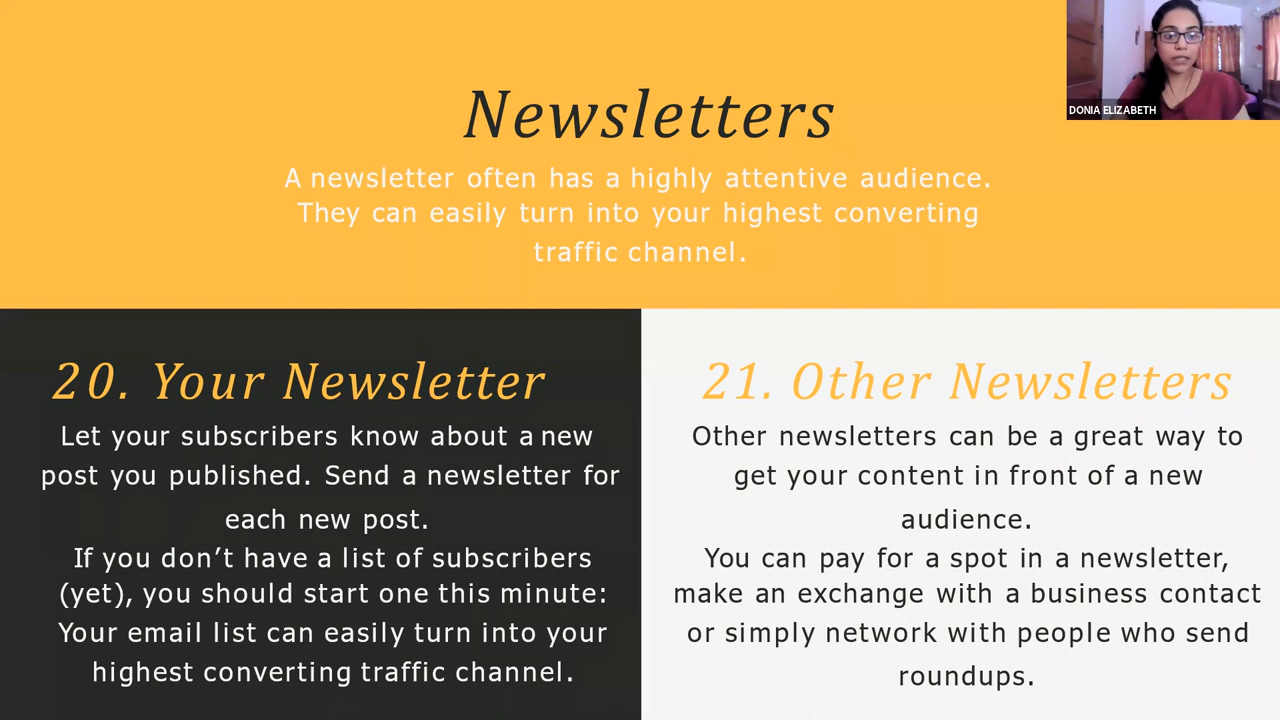 Newsletters
A newsletter often has a highly attentive audience.
They can easily turn into your highest converting
traffic channel.
DONIA ELIZABETH
20. Your Newsletter
Let your subscribers know about a new
post you published. Send a newsletter for
each new post.
If you don’t have a list of subscribers
(yet), you should start one this minute:
Your email list can easily turn into your
highest converting traffic channel.
21. Other Newsletters
Other newsletters can be a great way to
get your content in front of a new
audience.
You can pay for a spot in a newsletter,
make an exchange with a business contact
or simply network with people who send
roundups.